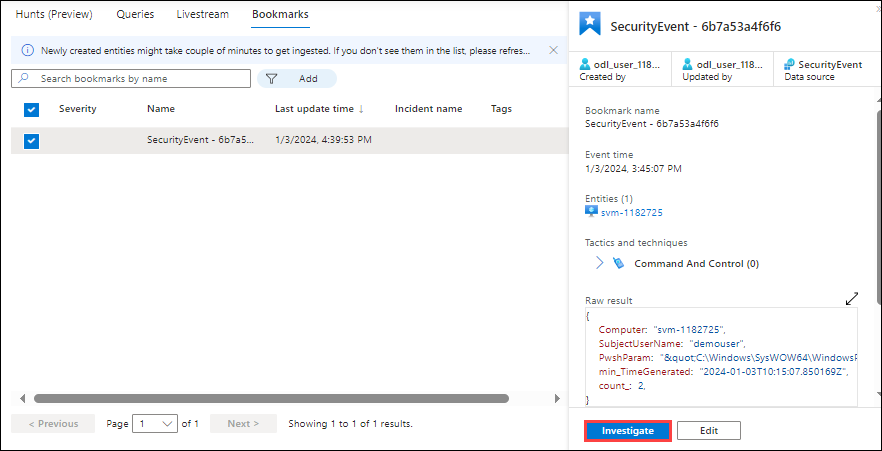 Hunts (Preview) Queries Livestream Bookmarks
Newly created entities might take couple of minutes to get ingested. If you don't see them in the list, please refres...
Search bookmarks by name Add
Severity Name Last update time ↓ Incident name Tags
SecurityEvent - 6b7a5... 1/3/2024, 4:39:53 PM
< Previous Page 1 of 1 Next > Showing 1 to 1 of 1 results.
SecurityEvent - 6b7a53a4f6f6
odl_user_118... odl_user_118... SecurityEvent
Created by Updated by Data source
Bookmark name
SecurityEvent - 6b7a53a4f6f6
Event time
1/3/2024, 3:45:07 PM
Entities (1)
svm-1182725
Tactics and techniques
Command And Control (0)
Raw result
{
Computer: "svm-1182725",
SubjectUserName: "demouser",
PwshParam: "&quot;C:\Windows\SysWOW64\WindowsP
min_TimeGenerated: "2024-01-03T10:15:07.850169Z",
count_: 2,
}
Investigate Edit